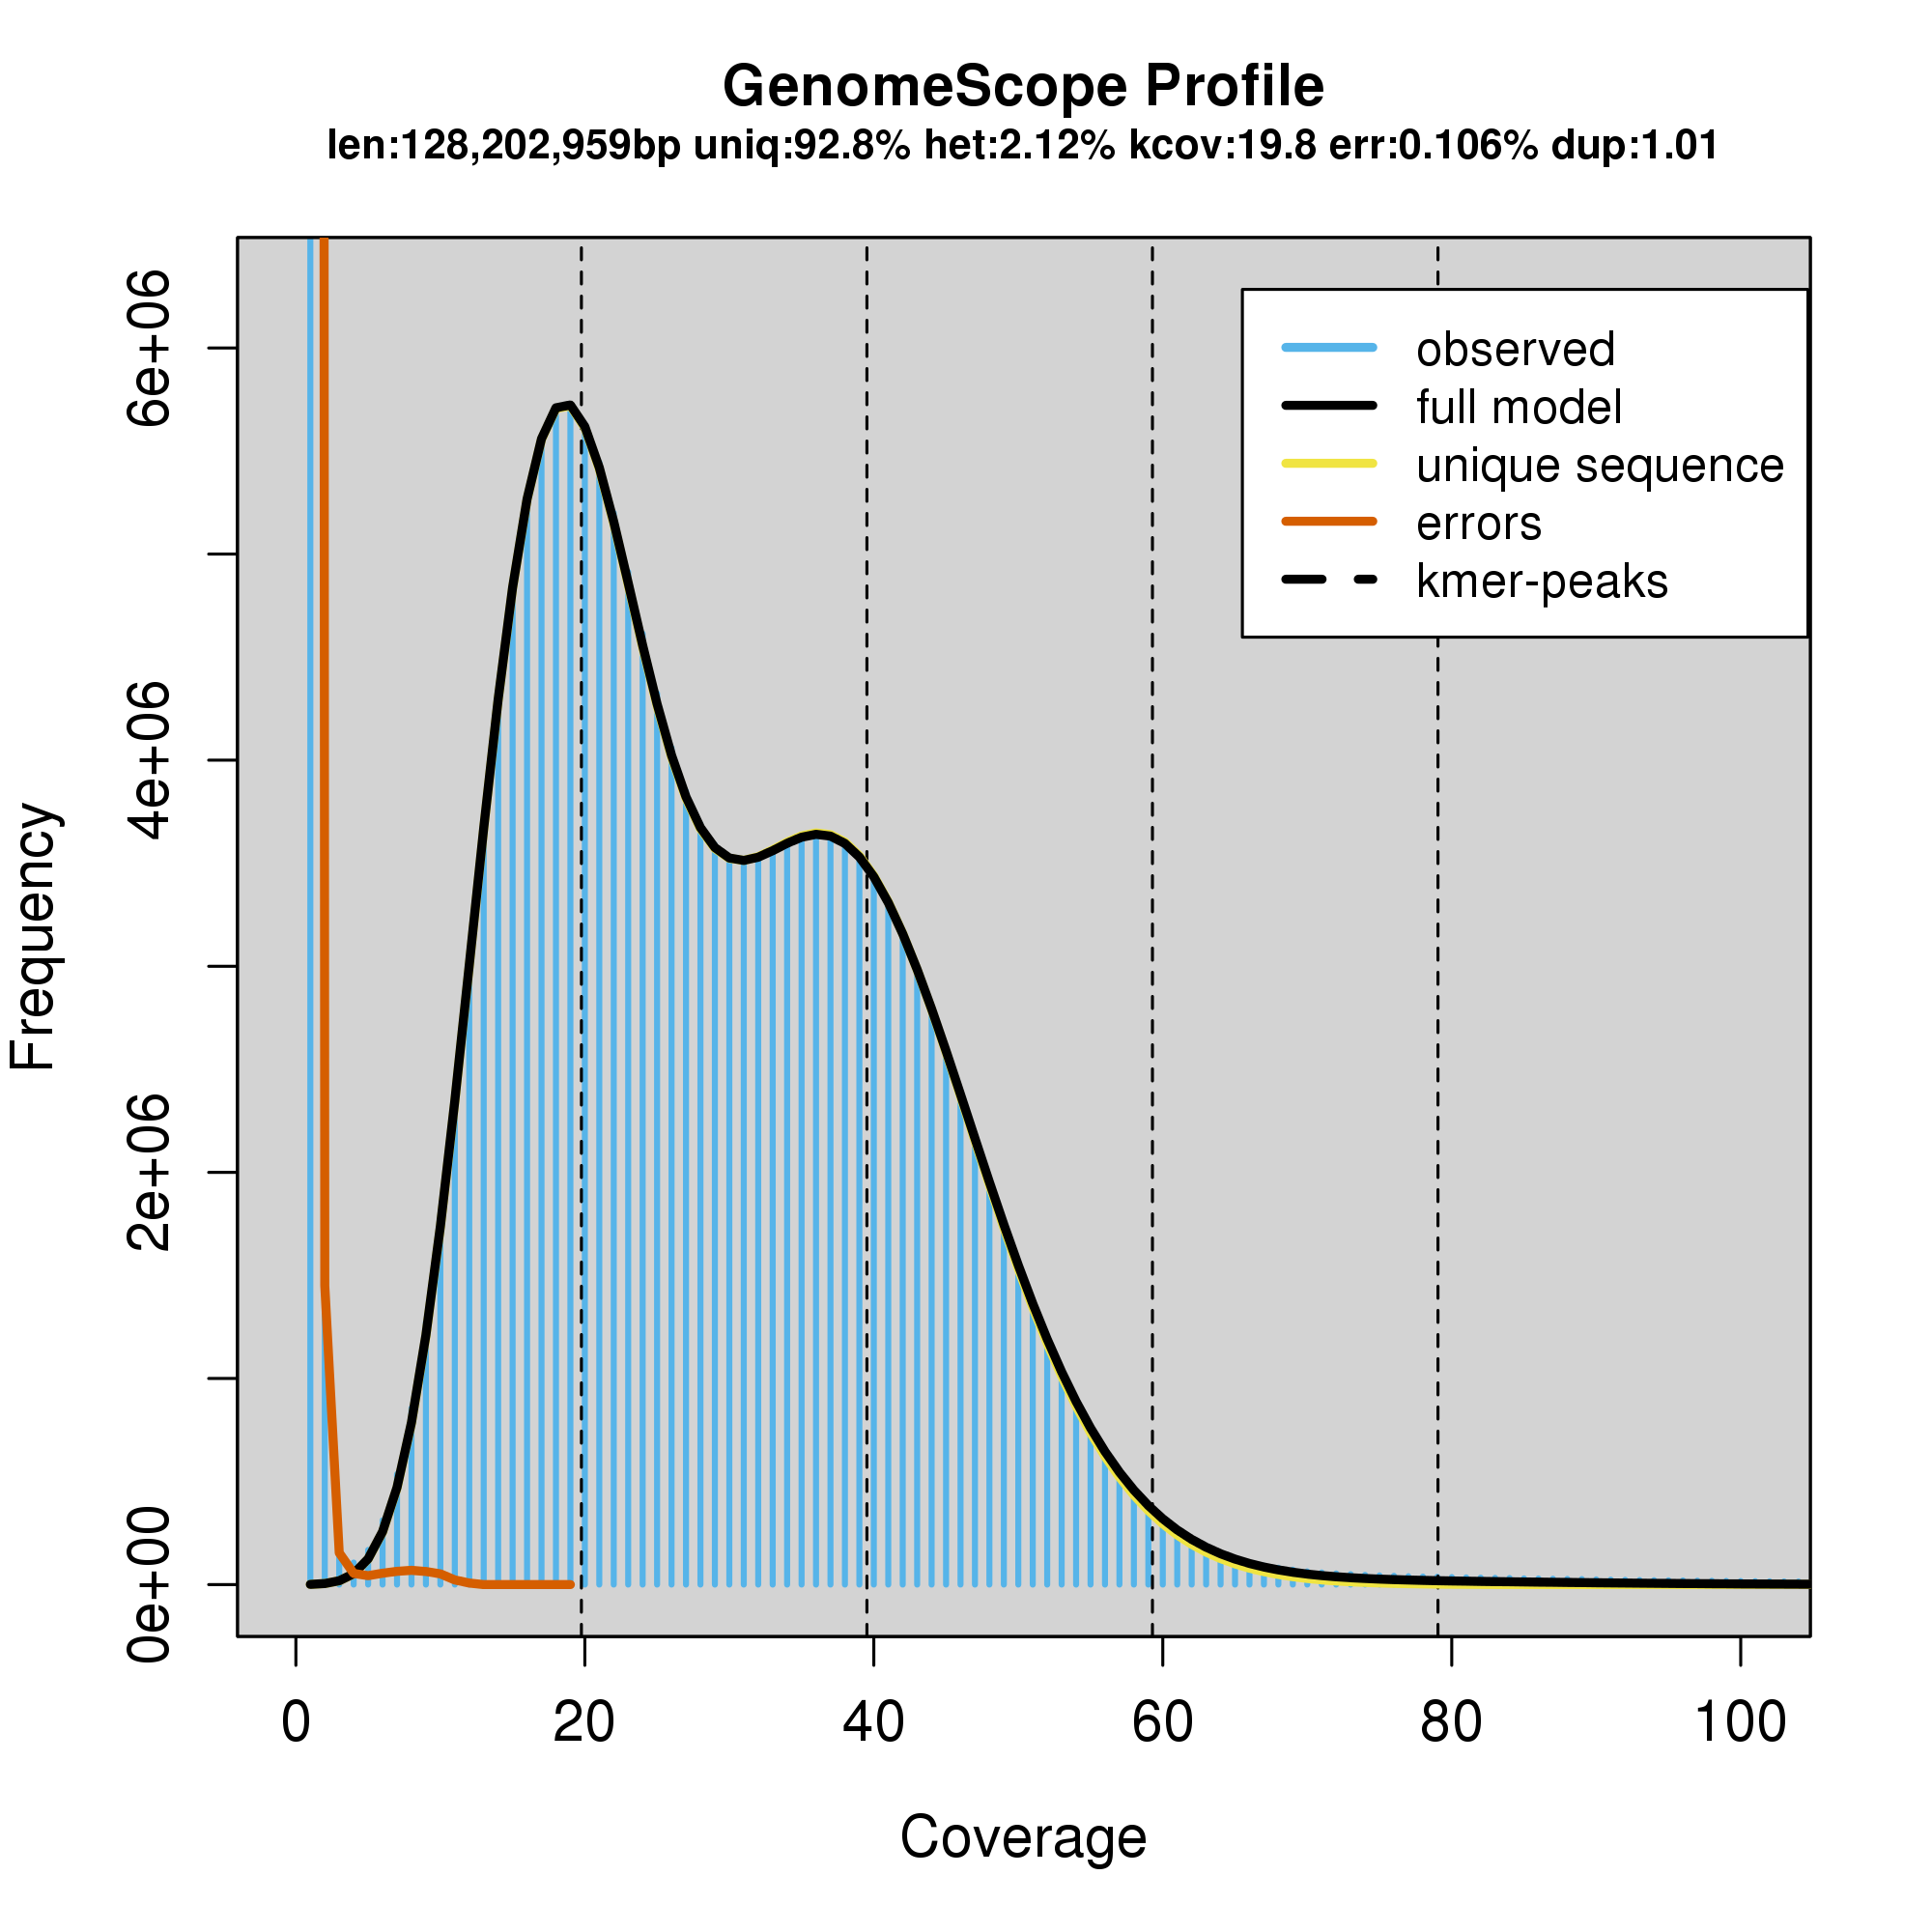 GenomeScope Profile
len:128,202,959bp uniq:92.8% het:2.12% kcov:19.8 err:0.106% dup:1.01
observed
full model
unique sequence
errors
kmer-peaks
Frequency
6e+06
4e+06
2e+06
0e+00
0 20 40 60 80 100
Coverage